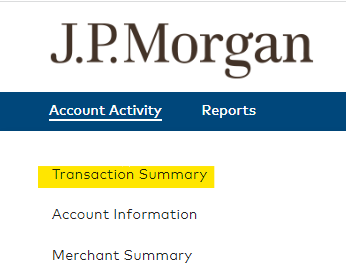 J.P.Morgan
Account Activity Reports
Transaction Summary
Account Information
Merchant Summary